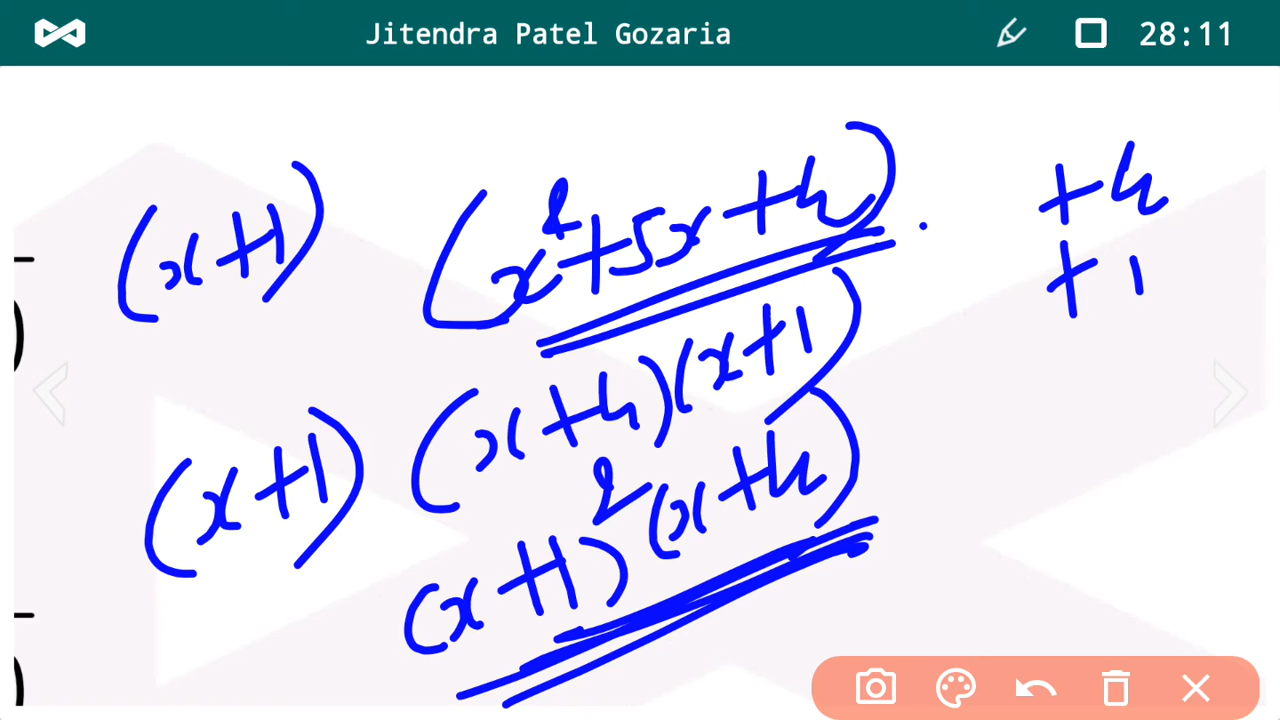 Jitendra Patel Gozaria 28:11
(x+1) (x²+5x+4).
+4
+1
(x+4)(x+1)
(x+1)
(x+1)²(x+4)